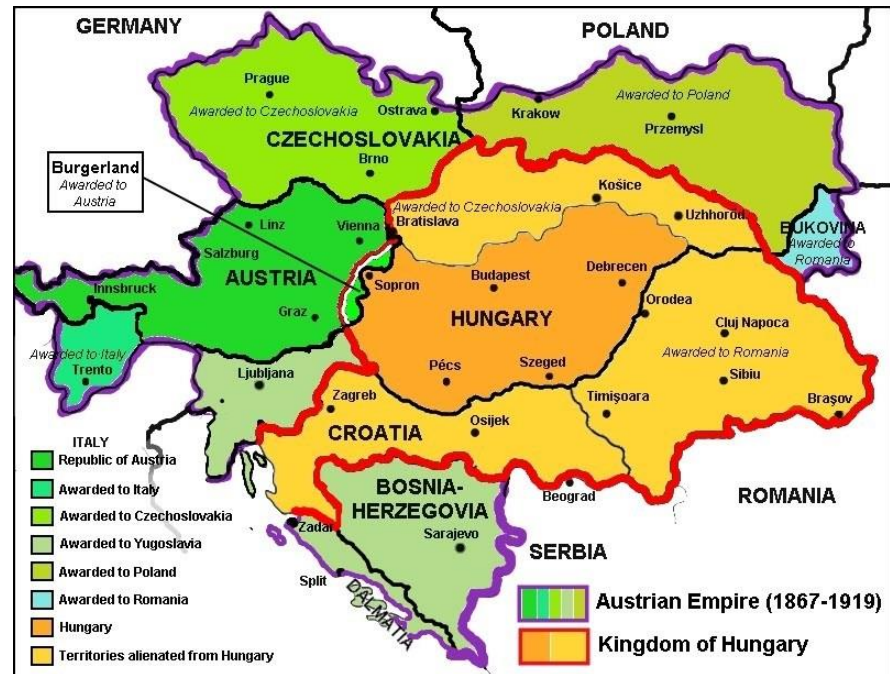 GERMANY
POLAND
Prague
Awarded to Czechoslovakia
Ostrava
Krakow
Awarded to Poland
Przemysl
CZECHOSLOVAKIA
Brno
Burgerland
Awarded to
Austria
Košice
Awarded to Czechoslovakia
Uzhhorod
Linz
Vienna
Bratislava
BUKOVINA
Awarded to
Romania
Salzburg
AUSTRIA
Sopron
Budapest
Debrecen
Innsbruck
Graz
HUNGARY
Orodea
Cluj Napoca
Awarded to Romania
Awarded to Italy
Trento
Ljubljana
Pécs
Szeged
Sibiu
Zagreb
Timişoara
Braşov
Osijek
CROATIA
ITALY
Republic of Austria
Awarded to Italy
Awarded to Czechoslovakia
Awarded to Yugoslavia
Awarded to Poland
Awarded to Romania
Hungary
Territories alienated from Hungary
BOSNIA-
HERZEGOVIA
Beograd
ROMANIA
Zadar
Sarajevo
SERBIA
Split
DALMATIA
Austrian Empire (1867-1919)
Kingdom of Hungary